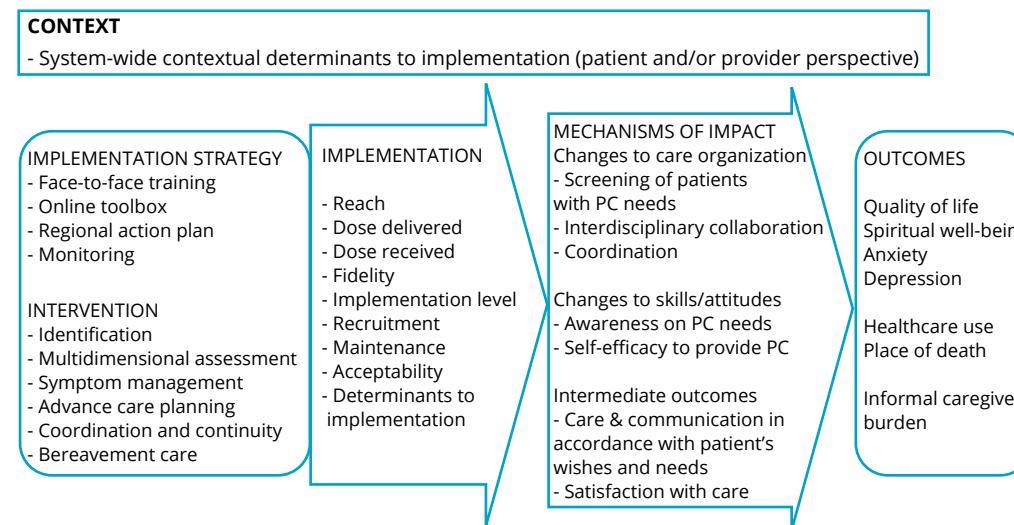 CONTEXT
- System-wide contextual determinants to implementation (patient and/or provider perspective)
IMPLEMENTATION STRATEGY
- Face-to-face training
- Online toolbox
- Regional action plan
- Monitoring
INTERVENTION
- Identification
- Multidimensional assessment
- Symptom management
- Advance care planning
- Coordination and continuity
- Bereavement care
IMPLEMENTATION
- Reach
- Dose delivered
- Dose received
- Fidelity
- Implementation level
- Recruitment
- Maintenance
- Acceptability
- Determinants to
implementation
MECHANISMS OF IMPACT
Changes to care organization
- Screening of patients
with PC needs
- Interdisciplinary collaboration
- Coordination
Changes to skills/attitudes
- Awareness on PC needs
- Self-efficacy to provide PC
Intermediate outcomes
- Care & communication in
accordance with patient’s
wishes and needs
- Satisfaction with care
OUTCOMES
Quality of life
Spiritual
Anxiety
Depression
Healthcare use
Place of death
Informal
burden